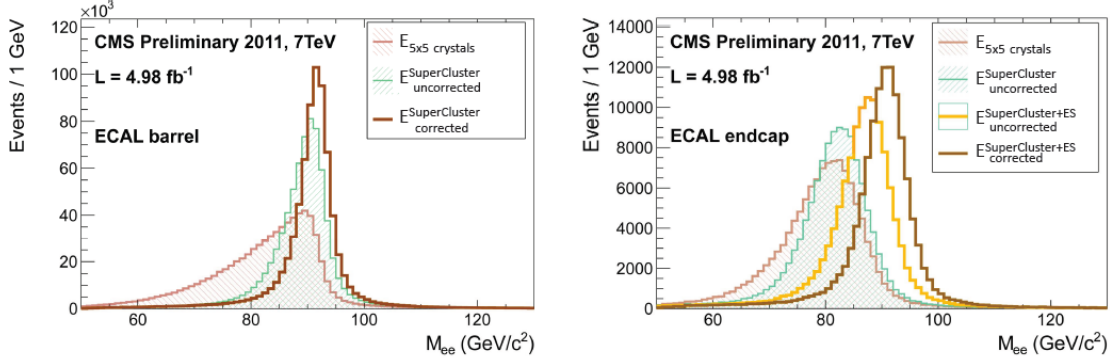 ×10³
120
100
80
60
40
20
0
Events / 1 GeV
CMS Preliminary 2011, 7TeV
L = 4.98 fb⁻¹
ECAL barrel
E5x5 crystals
ESuperCluster
uncorrected
ESuperCluster
corrected
60 80 100 120
Mee (GeV/c²)
14000
12000
10000
8000
6000
4000
2000
0
Events / 1 GeV
CMS Preliminary 2011, 7TeV
L = 4.98 fb⁻¹
ECAL endcap
E5x5 crystals
ESuperCluster
uncorrected
ESuperCluster+ES
uncorrected
ESuperCluster+ES
corrected
60 80 100 120
Mee (GeV/c²)